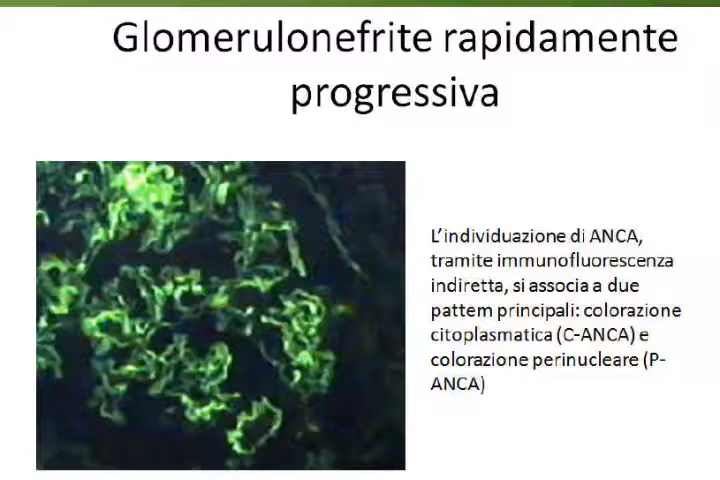 Glomerulonefrite rapidamente
progressiva
L'individuazione di ANCA,
tramite immunofluorescenza
indiretta, si associa a due
pattem principali: colorazione
citoplasmatica (C-ANCA) e
colorazione perinucleare (P-
ANCA)